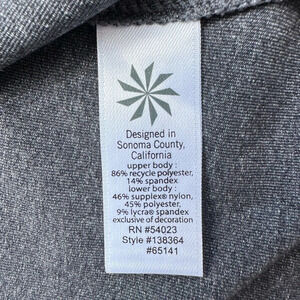 Designed in
Sonoma County,
California
upper body :
86% recycle polyester,
14% spandex
lower body :
46% supplex® nylon,
45% polyester,
9% lycra® spandex
exclusive of decoration
RN #54023
Style #138364
#65141